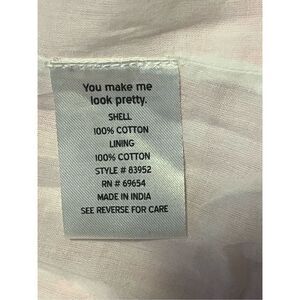 You make me
look pretty.
SHELL
100% COTTON
LINING
100% COTTON
STYLE # 83952
RN # 69654
MADE IN INDIA
SEE REVERSE FOR CARE